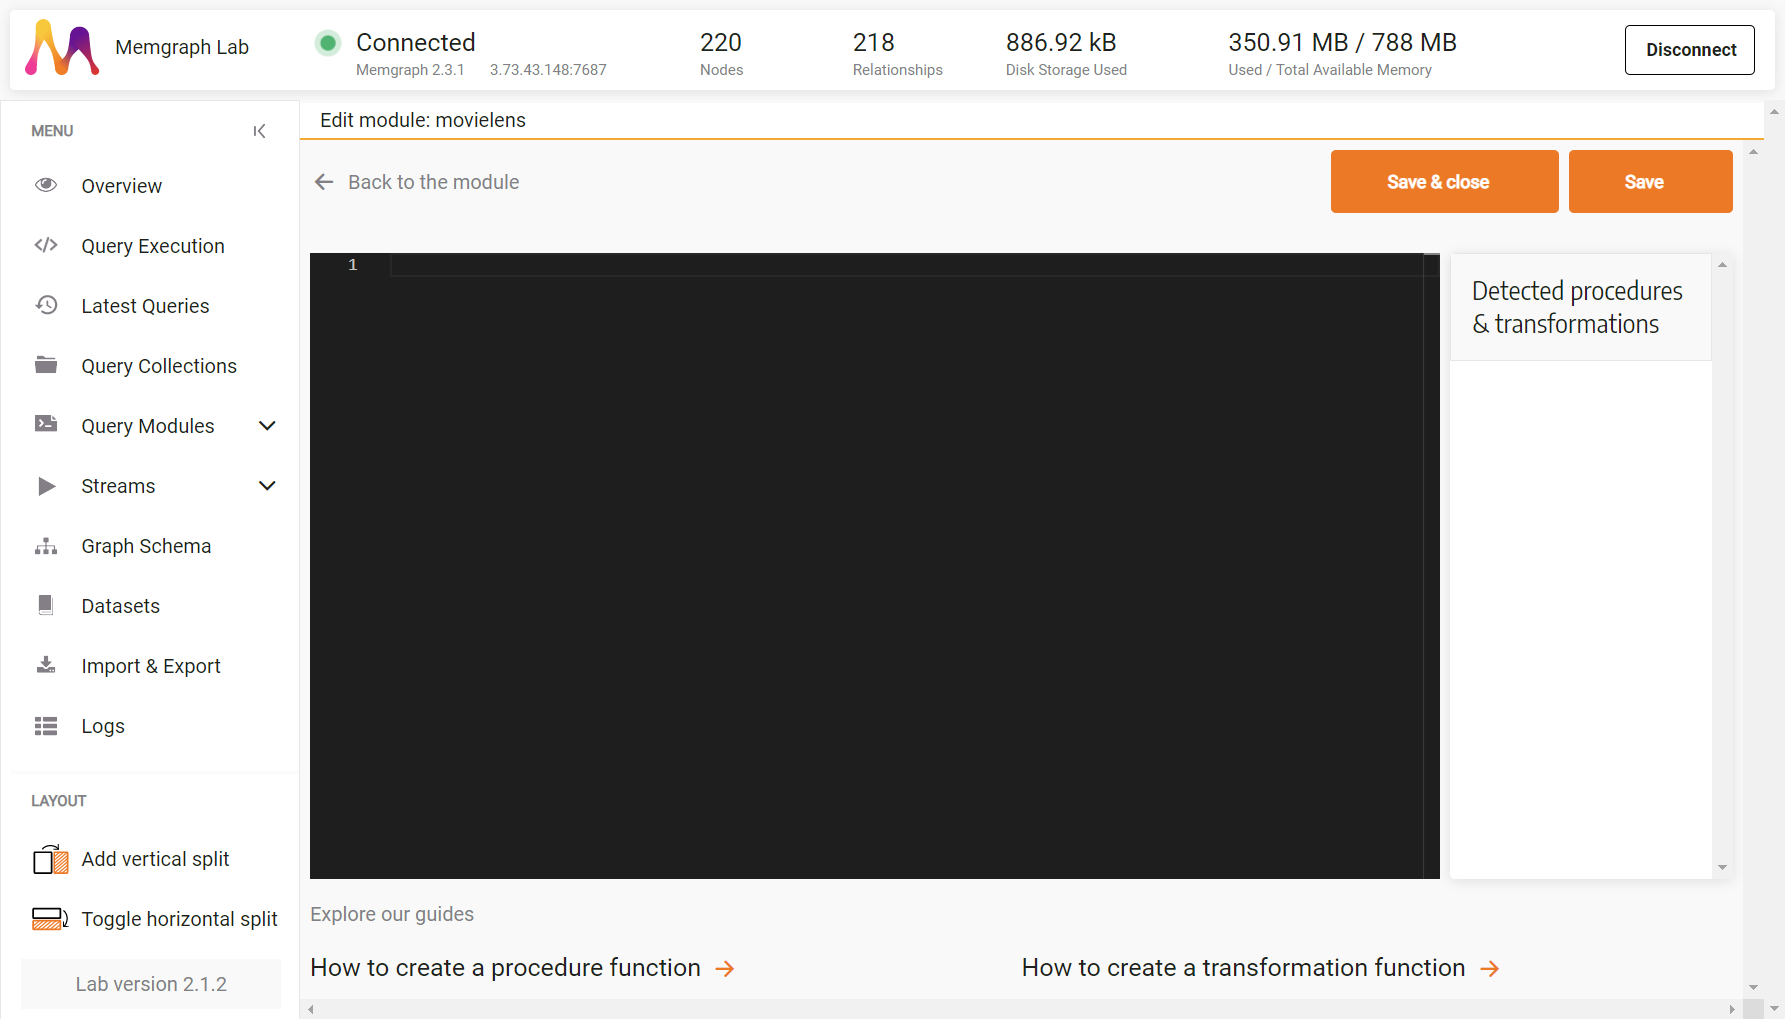 Memgraph Lab
Connected
Memgraph 2.3.1 3.73.43.148:7687
220
Nodes
218
Relationships
886.92 kB
Disk Storage Used
350.91 MB / 788 MB
Used / Total Available Memory
Disconnect
MENU
Overview
Query Execution
Latest Queries
Query Collections
Query Modules
Streams
Graph Schema
Datasets
Import & Export
Logs
LAYOUT
Add vertical split
Toggle horizontal split
Lab version 2.1.2
Edit module: movielens
Back to the module
Save & close
Save
1
Detected procedures
& transformations
Explore our guides
How to create a procedure function
How to create a transformation function